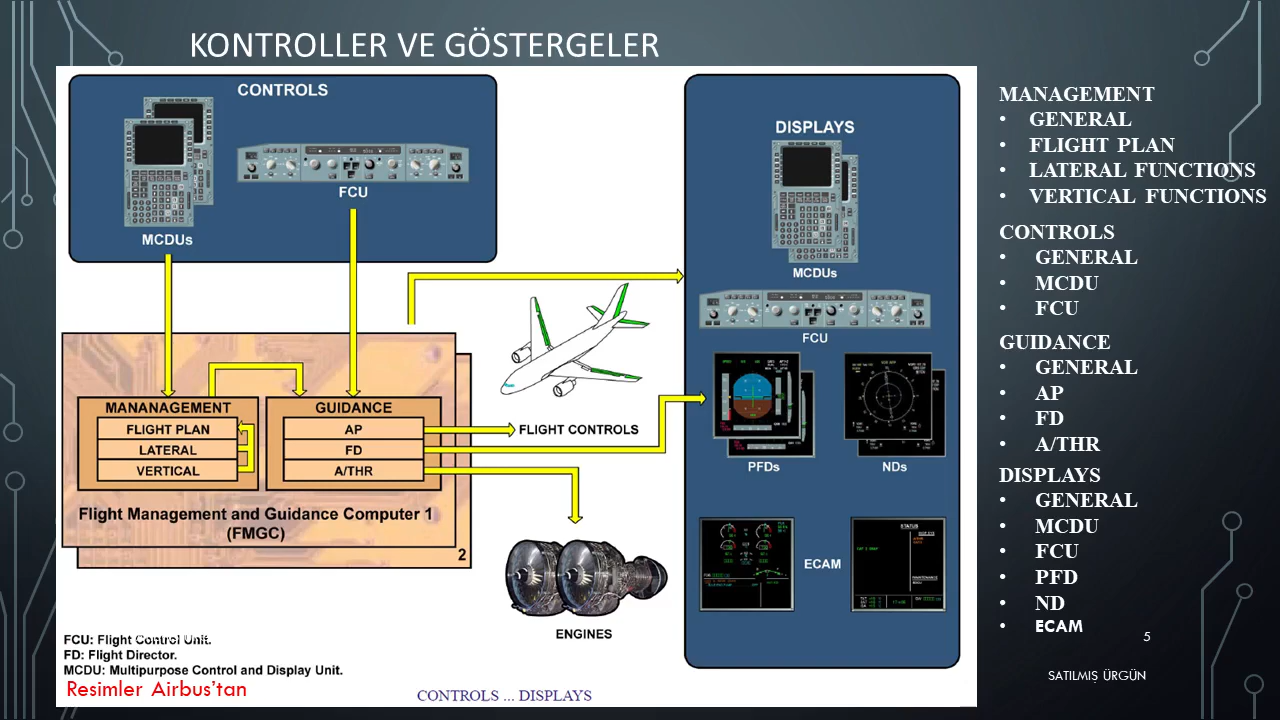 KONTROLLER VE GÖSTERGELER
CONTROLS
MCDUs
FCU
DISPLAYS
MCDUs
FCU
PFDs
NDs
STATUS
ECAM
MANANAGEMENT
FLIGHT PLAN
LATERAL
VERTICAL
GUIDANCE
AP
FD
A/THR
FLIGHT CONTROLS
Flight Management and Guidance Computer 1
(FMGC)
2
ENGINES
FCU: Flight Control Unit.
FD: Flight Director.
MCDU: Multipurpose Control and Display Unit.
Resimler Airbus’tan
CONTROLS ... DISPLAYS
MANAGEMENT
• GENERAL
• FLIGHT PLAN
• LATERAL FUNCTIONS
• VERTICAL FUNCTIONS
CONTROLS
• GENERAL
• MCDU
• FCU
GUIDANCE
• GENERAL
• AP
• FD
• A/THR
DISPLAYS
• GENERAL
• MCDU
• FCU
• PFD
• ND
• ECAM
5
SATILMIŞ ÜRGÜN